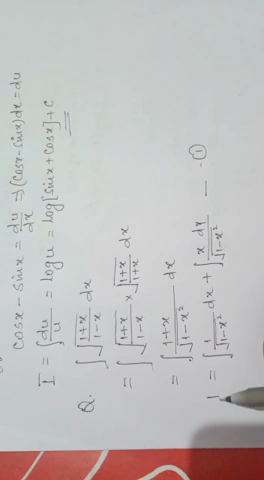 cosx - sinx = du/dx ⇒ (cosx - sinx)dx = du
I = ∫ du/u = log u = log[sinx + cosx] + c
Q. ∫ √(1+x)/√(1-x) dx
= ∫ √(1+x)/√(1-x) × √(1+x)/√(1+x) dx
= ∫ (1+x)/√(1-x²) dx
I = ∫ 1/√(1-x²) dx + ∫ x dx/√(1-x²) — ①